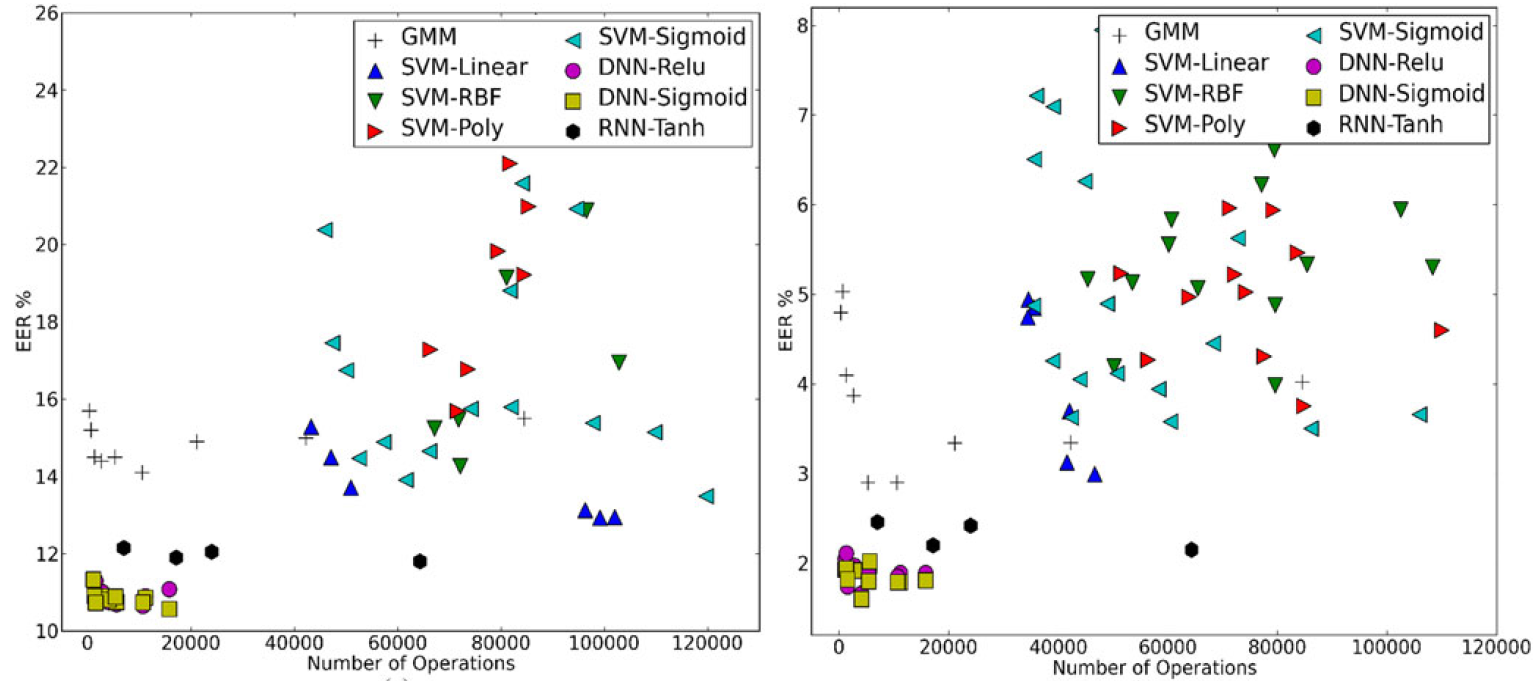 26
24
22
20
18
16
14
12
10
EER %
GMM SVM-Sigmoid
SVM-Linear DNN-Relu
SVM-RBF DNN-Sigmoid
SVM-Poly RNN-Tanh
0 20000 40000 60000 80000 100000 120000
Number of Operations
8
7
6
5
4
3
2
EER %
GMM SVM-Sigmoid
SVM-Linear DNN-Relu
SVM-RBF DNN-Sigmoid
SVM-Poly RNN-Tanh
0 20000 40000 60000 80000 100000 120000
Number of Operations